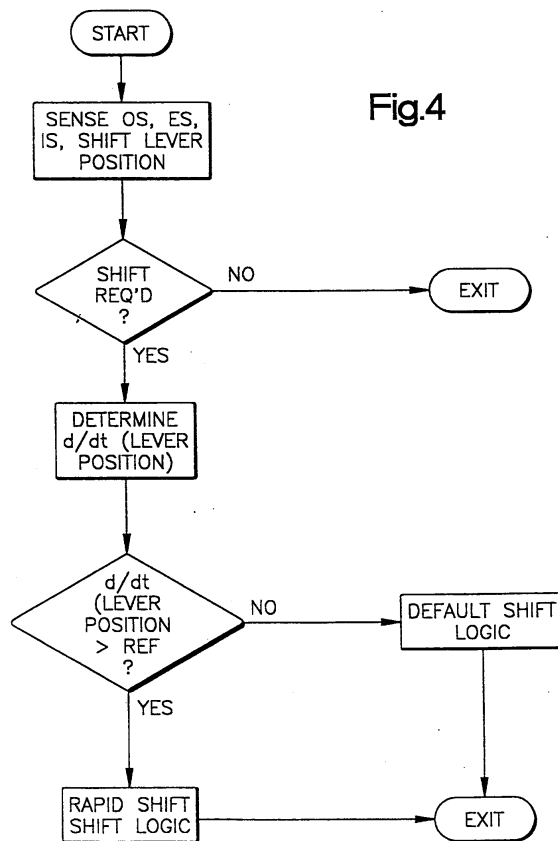 START
Fig.4
SENSE OS, ES,
IS, SHIFT LEVER
POSITION
SHIFT
REQ'D
?
NO
EXIT
YES
DETERMINE
d/dt (LEVER
POSITION)
d/dt
(LEVER
POSITION
> REF
?
NO
DEFAULT SHIFT
LOGIC
YES
RAPID SHIFT
SHIFT LOGIC
EXIT